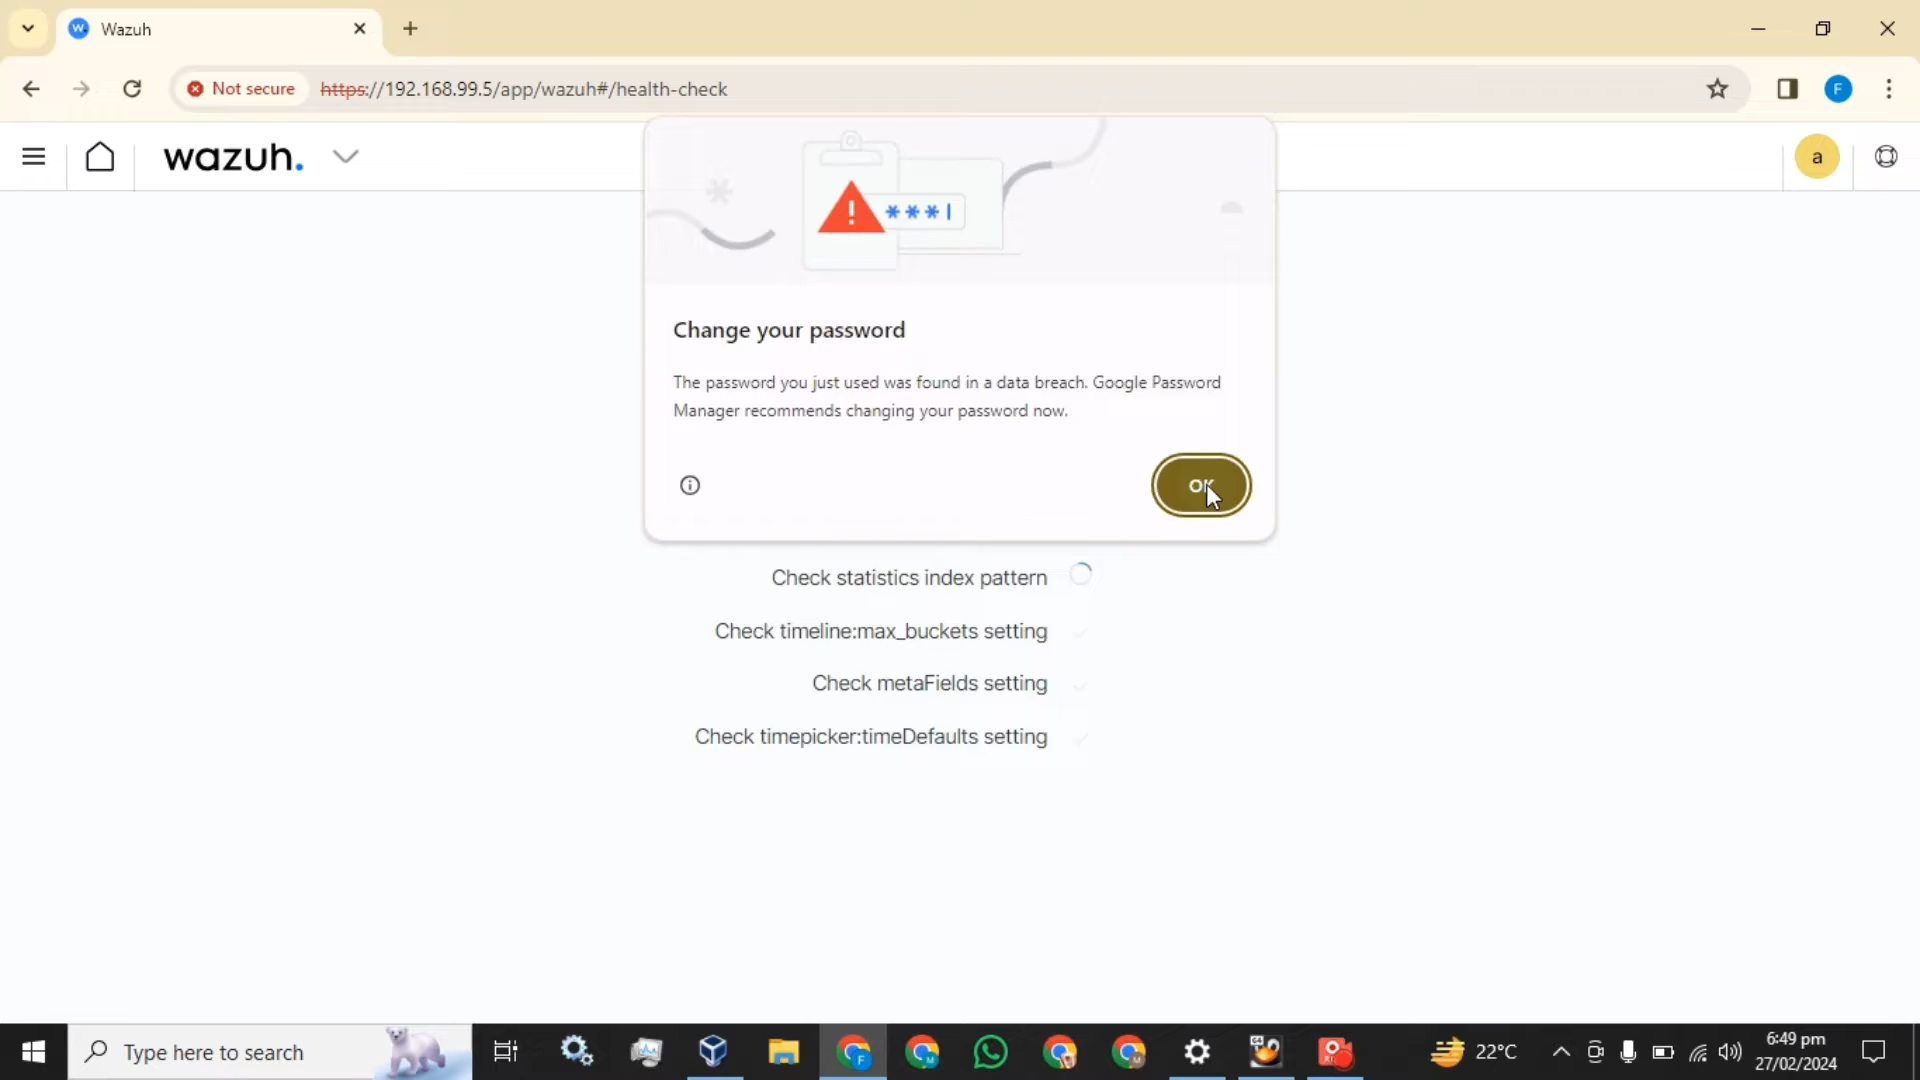 Wazuh
Not secure
https://192.168.99.5/app/wazuh#/health-check
wazuh.
a
F
***
Change your password
The password you just used was found in a data breach. Google Password
Manager recommends changing your password now.
OK
Check statistics index pattern
Check timeline:max_buckets setting
Check metaFields setting
Check timepicker:timeDefaults setting
Type here to search
22°C
6:49 pm
27/02/2024